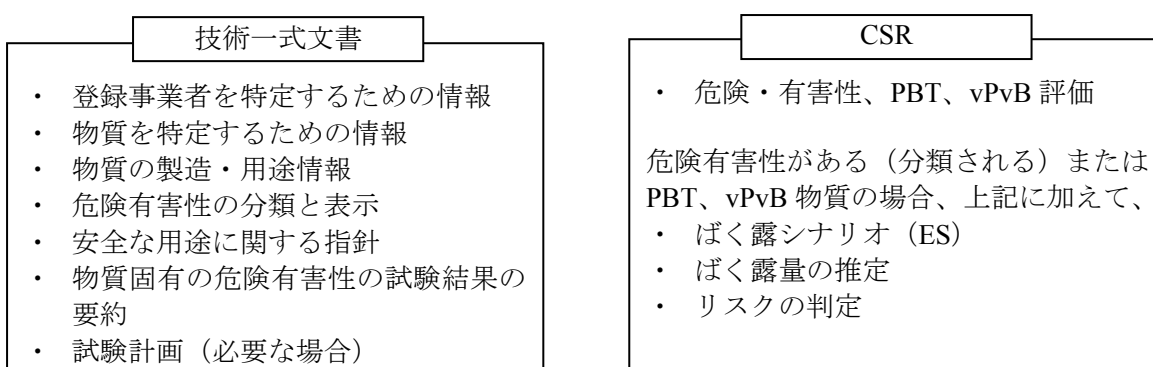 技術一式文書
・ 登録事業者を特定するための情報
・ 物質を特定するための情報
・ 物質の製造・用途情報
・ 危険有害性の分類と表示
・ 安全な用途に関する指針
・ 物質固有の危険有害性の試験結果の
要約
・ 試験計画（必要な場合）
CSR
・ 危険・有害性、PBT、vPvB 評価
危険有害性がある（分類される）または
PBT、vPvB 物質の場合、上記に加えて、
・ ばく露シナリオ（ES）
・ ばく露量の推定
・ リスクの判定